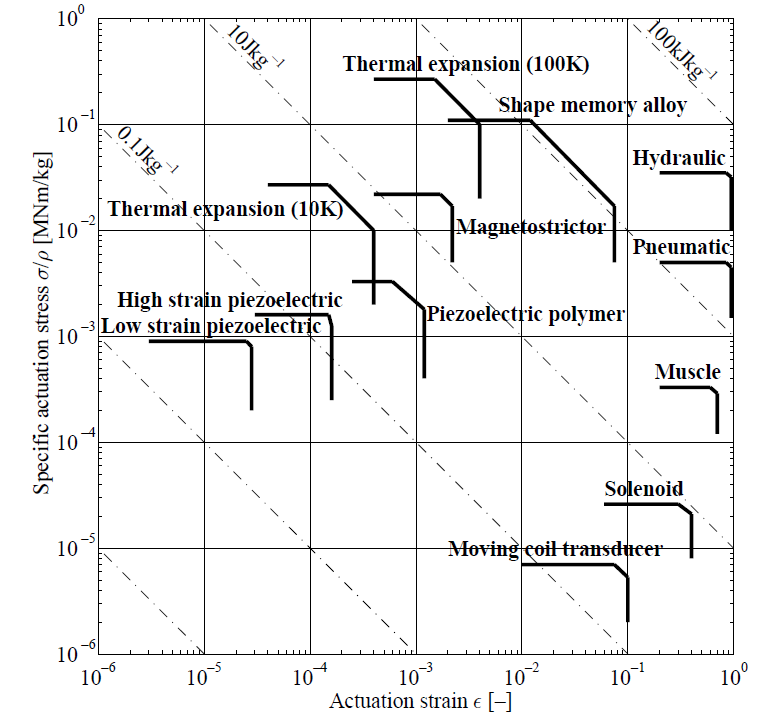 10⁰
10Jkg⁻¹
100kJkg⁻¹
Thermal expansion (100K)
Shape memory alloy
10⁻¹
0.1Jkg⁻¹
Hydraulic
Thermal expansion (10K)
Magnetostrictor
10⁻²
Pneumatic
High strain piezoelectric
Piezoelectric polymer
Low strain piezoelectric
10⁻³
Muscle
10⁻⁴
Solenoid
Moving coil transducer
10⁻⁵
10⁻⁶
Specific actuation stress σ/ρ [MNm/kg]
10⁻⁶ 10⁻⁵ 10⁻⁴ 10⁻³ 10⁻² 10⁻¹ 10⁰
Actuation strain ϵ [–]